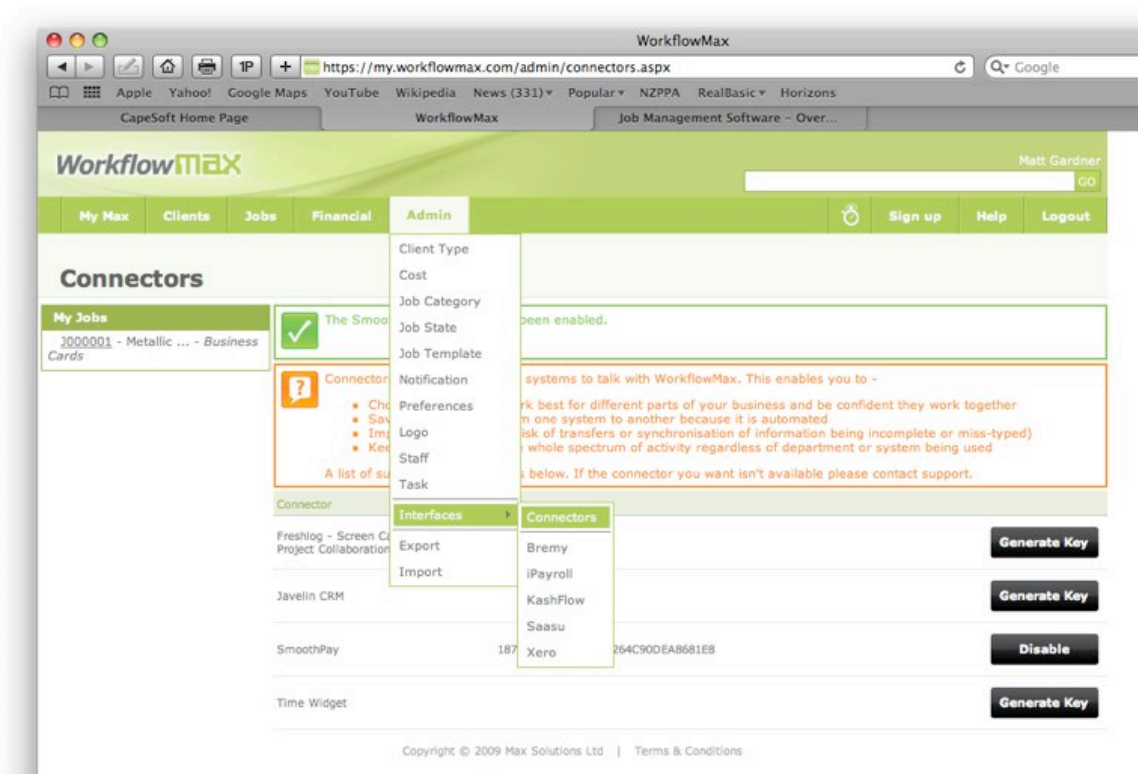 WorkflowMax
1P
+
https://my.workflowmax.com/admin/connectors.aspx
Google
Apple Yahoo! Google Maps YouTube Wikipedia News (331) Popular NZPPA RealBasic Horizons
CapeSoft Home Page WorkflowMax Job Management Software – Over...
Workflowmax
Matt Gardner
GO
My Max Clients Jobs Financial Admin Sign up Help Logout
Client Type
Cost
Job Category
Job State
Job Template
Notification
Preferences
Logo
Staff
Task
Interfaces
Export
Import
Connectors
Bremy
iPayroll
KashFlow
Saasu
Xero
Connectors
My Jobs
J000001 - Metallic ... - Business
Cards
The been enabled.
systems to talk with WorkflowMax. This enables you to -
best for different parts of your business and be confident they work together
one system to another because it is automated
of transfers or synchronisation of information being incomplete or miss-typed)
whole spectrum of activity regardless of department or system being used
A list of below. If the connector you want isn't available please contact support.
Connector
Freshlog - Screen
Project Collaboration
Generate Key
Javelin CRM
Generate Key
SmoothPay 187 264C90DEA8681E8
Disable
Time Widget
Generate Key
Copyright © 2009 Max Solutions Ltd | Terms & Conditions